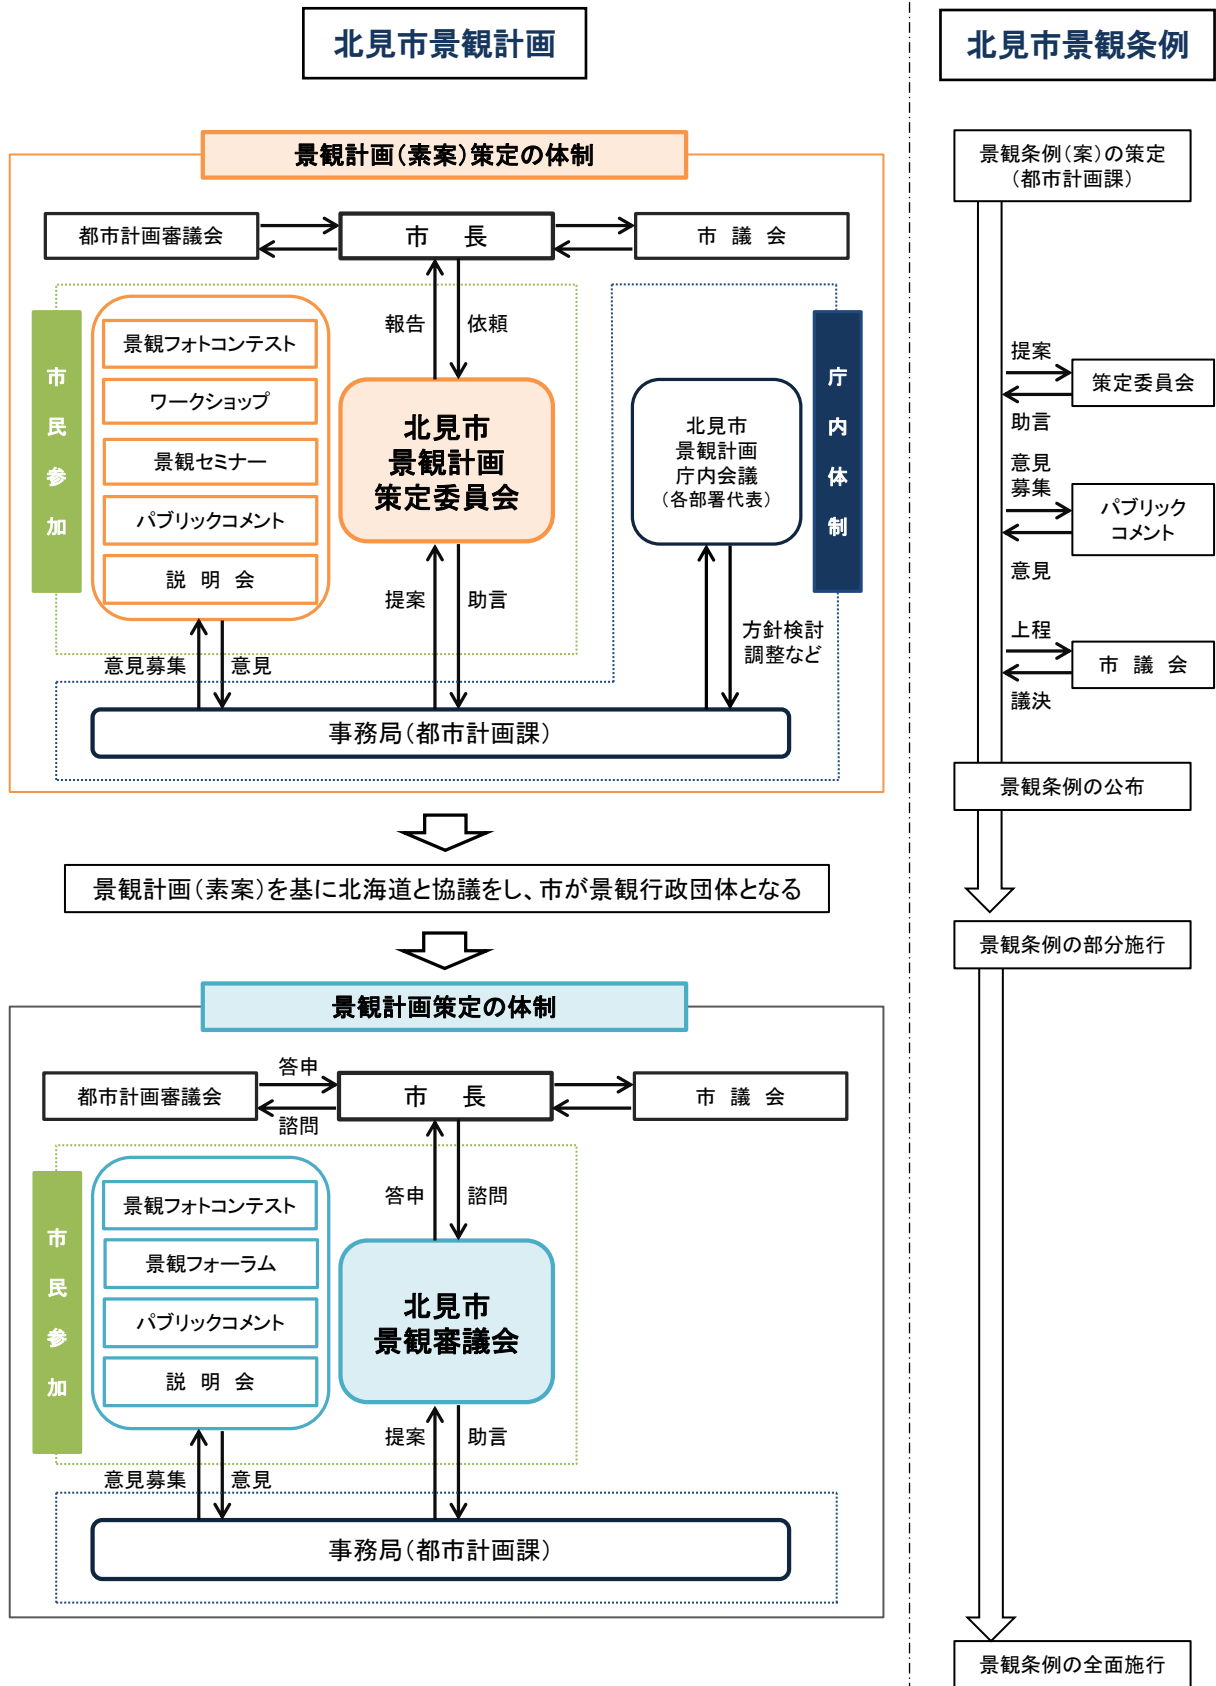 北見市景観計画
景観計画(素案)策定の体制
都市計画審議会
市 長
市 議 会
報告
依頼
市民参加
景観フォトコンテスト
ワークショップ
景観セミナー
パブリックコメント
説 明 会
北見市
景観計画
策定委員会
北見市
景観計画
庁内会議
(各部署代表)
庁内体制
意見募集
意見
提案
助言
方針検討
調整など
事務局(都市計画課)
景観計画(素案)を基に北海道と協議をし、市が景観行政団体となる
景観計画策定の体制
都市計画審議会
答申
諮問
市 長
市 議 会
答申
諮問
市民参加
景観フォトコンテスト
景観フォーラム
パブリックコメント
説 明 会
北見市
景観審議会
意見募集
意見
提案
助言
事務局(都市計画課)
北見市景観条例
景観条例(案)の策定
(都市計画課)
提案
助言
策定委員会
意見
募集
意見
パブリック
コメント
上程
議決
市 議 会
景観条例の公布
景観条例の部分施行
景観条例の全面施行